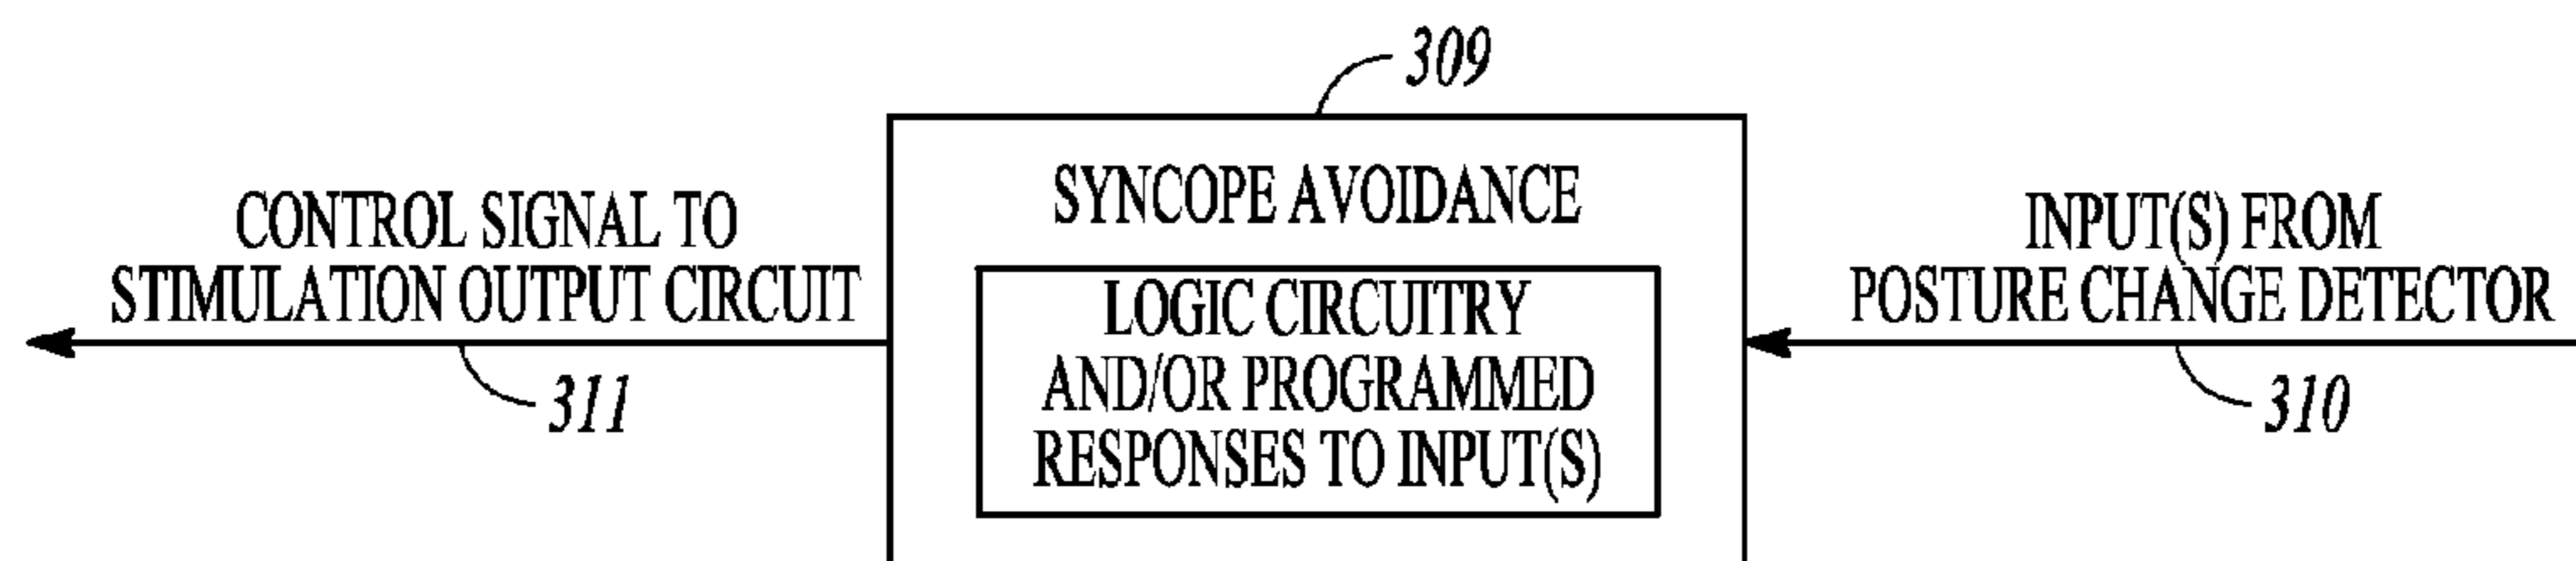 309
SYNCOPE AVOIDANCE
CONTROL SIGNAL TO
STIMULATION OUTPUT CIRCUIT
311
LOGIC CIRCUITRY
AND/OR PROGRAMMED
RESPONSES TO INPUT(S)
INPUT(S) FROM
POSTURE CHANGE DETECTOR
310